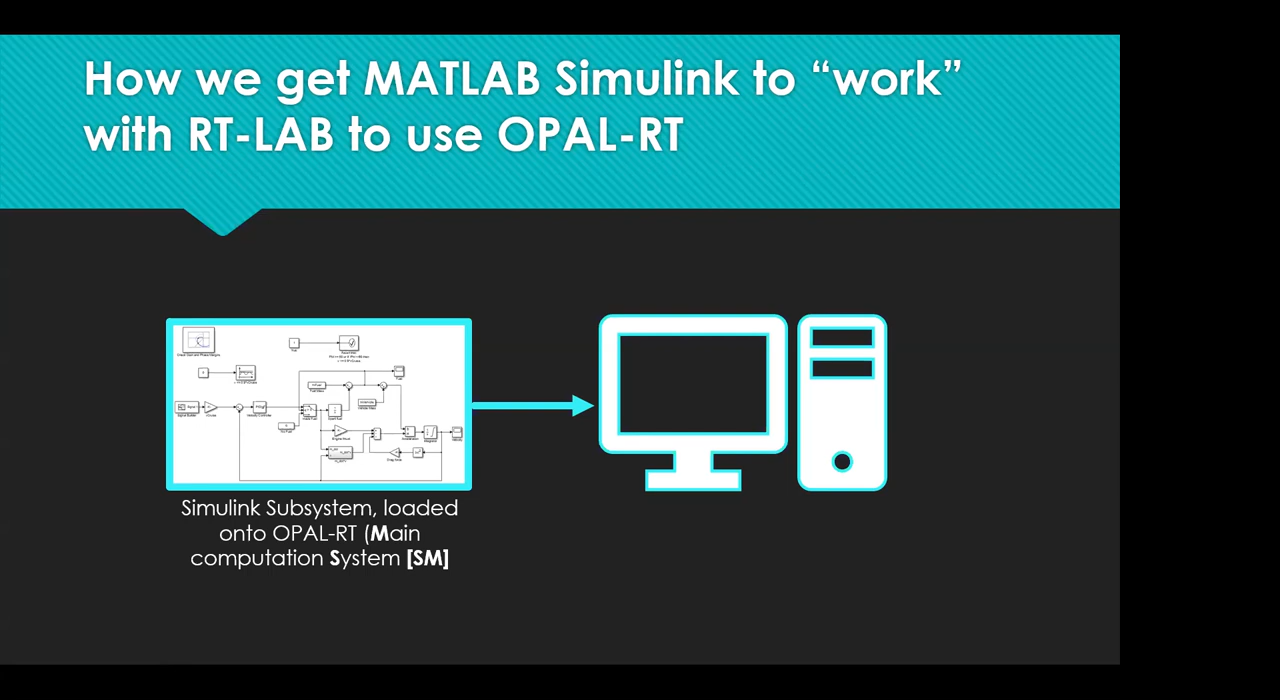 How we get MATLAB Simulink to “work”
with RT-LAB to use OPAL-RT
Simulink Subsystem, loaded
onto OPAL-RT (Main
computation System [SM]